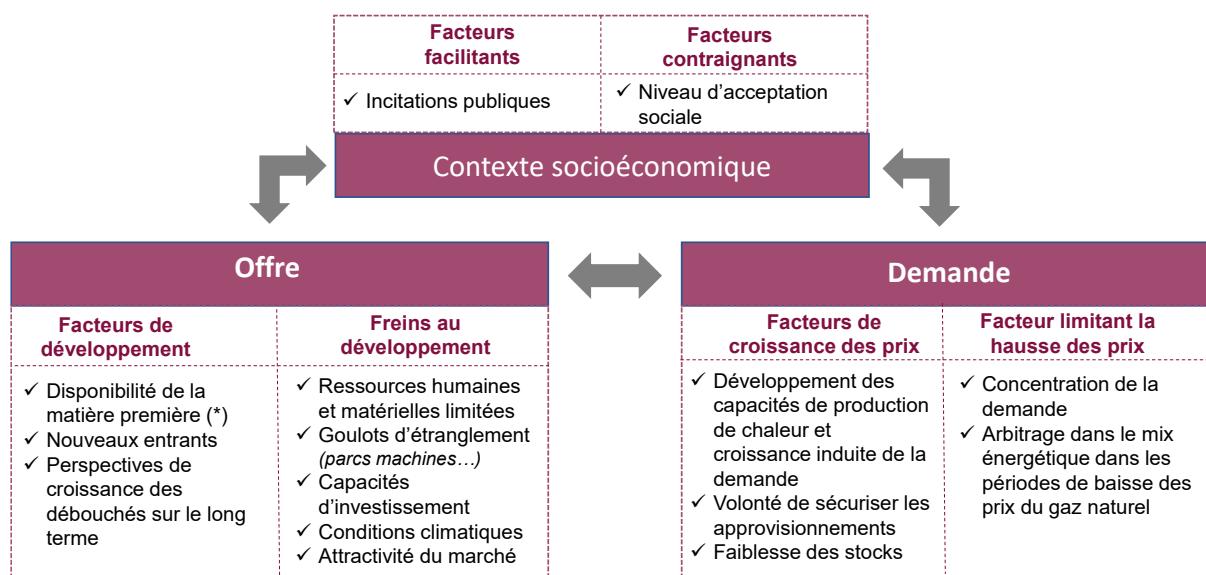 Facteurs
facilitants
Facteurs
contraignants
✓ Incitations publiques
✓ Niveau d’acceptation
sociale
Contexte socioéconomique
Offre
Facteurs de
développement
Freins au
développement
✓ Disponibilité de la
matière première (*)
✓ Nouveaux entrants
✓ Perspectives de
croissance des
débouchés sur le long
terme
✓ Ressources humaines
et matérielles limitées
✓ Goulots d’étranglement
(parcs machines…)
✓ Capacités
d’investissement
✓ Conditions climatiques
✓ Attractivité du marché
Demande
Facteurs de
croissance des prix
Facteur limitant la
hausse des prix
✓ Développement des
capacités de production
de chaleur et
croissance induite de la
demande
✓ Volonté de sécuriser les
approvisionnements
✓ Faiblesse des stocks
✓ Concentration de la
demande
✓ Arbitrage dans le mix
énergétique dans les
périodes de baisse des
prix du gaz naturel